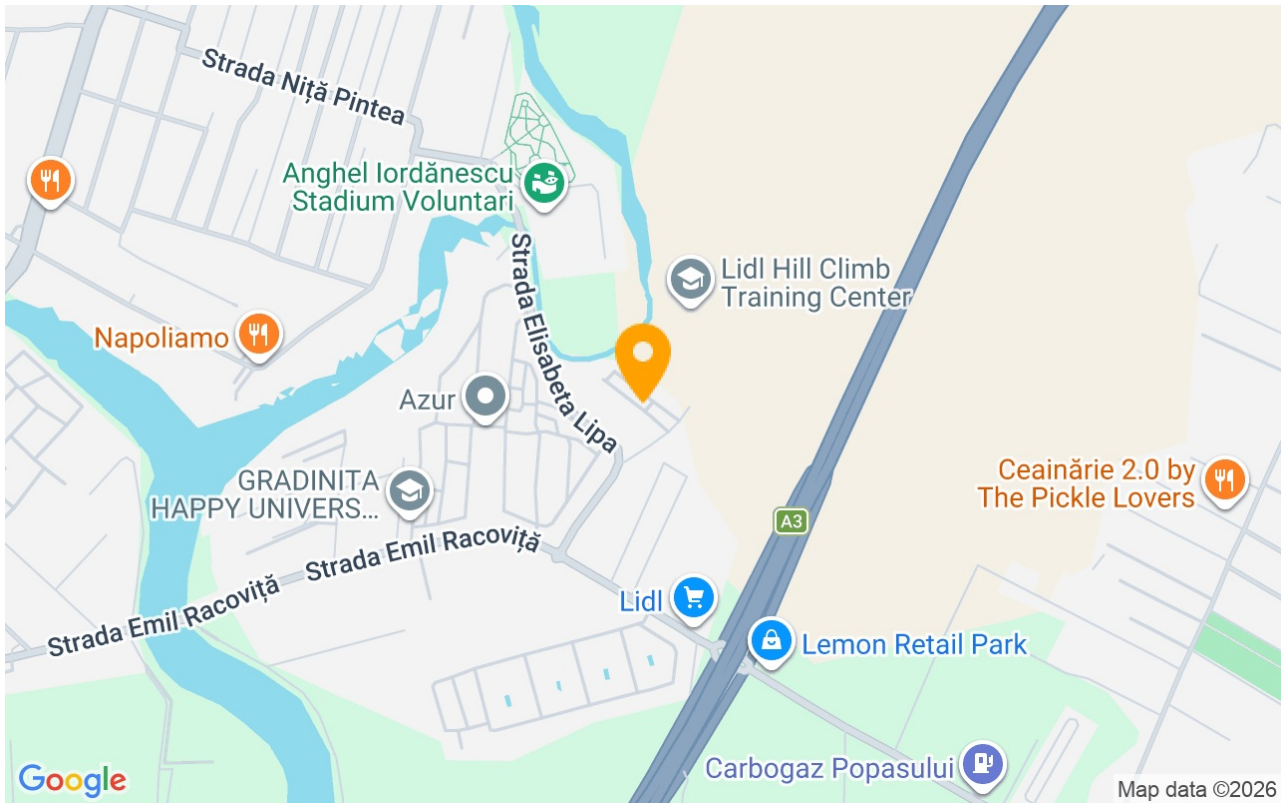 Strada Niță Pintea
Anghel Iordănescu
Stadium Voluntari
Lidl Hill Climb
Training Center
Strada Elisabeta Lipa
Napoliamo
Azur
GRADINITA
HAPPY UNIVERS...
Ceainărie 2.0 by
The Pickle Lovers
A3
Strada Emil Racoviță
Strada Emil Racoviță
Lidl
Lemon Retail Park
Carbogaz Popasului
Google
Map data ©2026